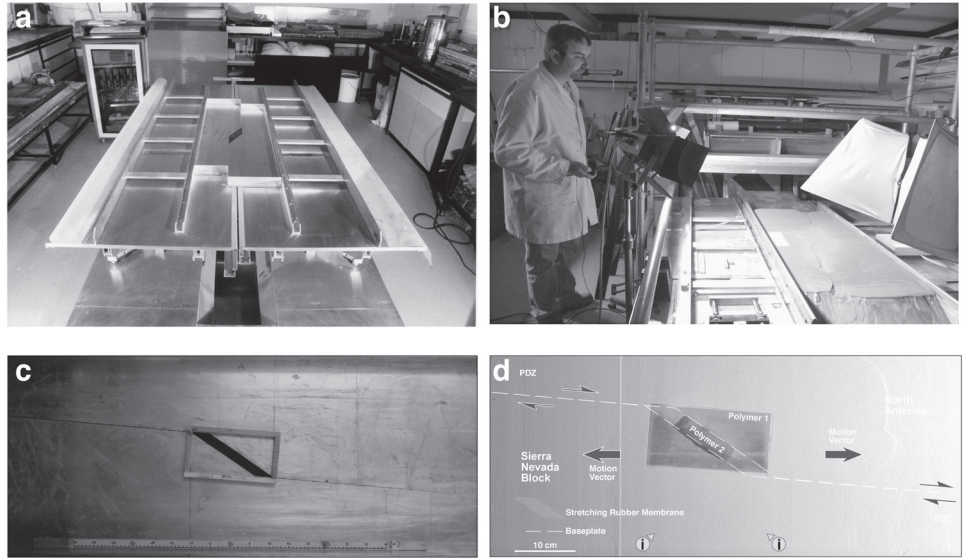 a
b
c
d
PDZ
North
America
Polymer 1
Polymer 2
Motion
Vector
Sierra
Nevada
Block
Motion
Vector
Stretching Rubber Membrane
Baseplate
10 cm
i
i
PDZ